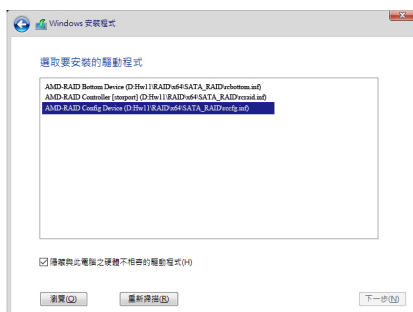 Windows 安裝程式
選取要安裝的驅動程式
AMD-RAID Bottom Device (D:\Hw11\RAID\x64\SATA_RAID\rcbottom.inf)
AMD-RAID Controller [storport] (D:\Hw11\RAID\x64\SATA_RAID\rcraid.inf)
AMD-RAID Config Device (D:\Hw11\RAID\x64\SATA_RAID\rccfg.inf)
隱藏與此電腦之硬體不相容的驅動程式(H)
瀏覽(O) 重新掃描(R) 下一步(N)